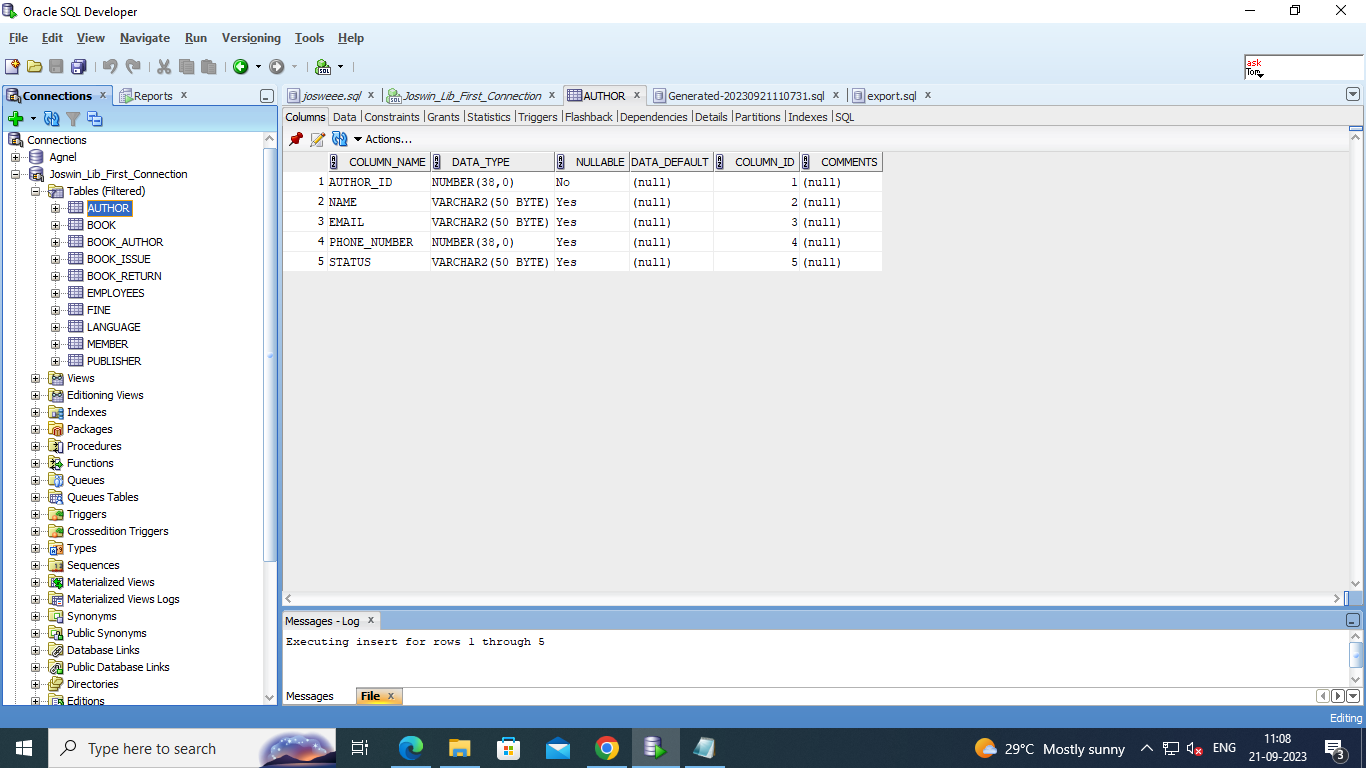 Oracle SQL Developer
File Edit View Navigate Run Versioning Tools Help
ask
Tom
Connections x Reports x
josweee.sql x Joswin_Lib_First_Connection x AUTHOR x Generated-20230921110731.sql x export.sql x
Columns Data Constraints Grants Statistics Triggers Flashback Dependencies Details Partitions Indexes SQL
Actions...
Connections
Agnel
Joswin_Lib_First_Connection
Tables (Filtered)
AUTHOR
BOOK
BOOK_AUTHOR
BOOK_ISSUE
BOOK_RETURN
EMPLOYEES
FINE
LANGUAGE
MEMBER
PUBLISHER
Views
Editioning Views
Indexes
Packages
Procedures
Functions
Queues
Queues Tables
Triggers
Crossedition Triggers
Types
Sequences
Materialized Views
Materialized Views Logs
Synonyms
Public Synonyms
Database Links
Public Database Links
Directories
Editions
COLUMN_NAME DATA_TYPE NULLABLE DATA_DEFAULT COLUMN_ID COMMENTS
1 AUTHOR_ID NUMBER(38,0) No (null) 1 (null)
2 NAME VARCHAR2(50 BYTE) Yes (null) 2 (null)
3 EMAIL VARCHAR2(50 BYTE) Yes (null) 3 (null)
4 PHONE_NUMBER NUMBER(38,0) Yes (null) 4 (null)
5 STATUS VARCHAR2(50 BYTE) Yes (null) 5 (null)
Messages - Log x
Executing insert for rows 1 through 5
Messages File x
Editing
Type here to search
29°C Mostly sunny
ENG
11:08
21-09-2023
3